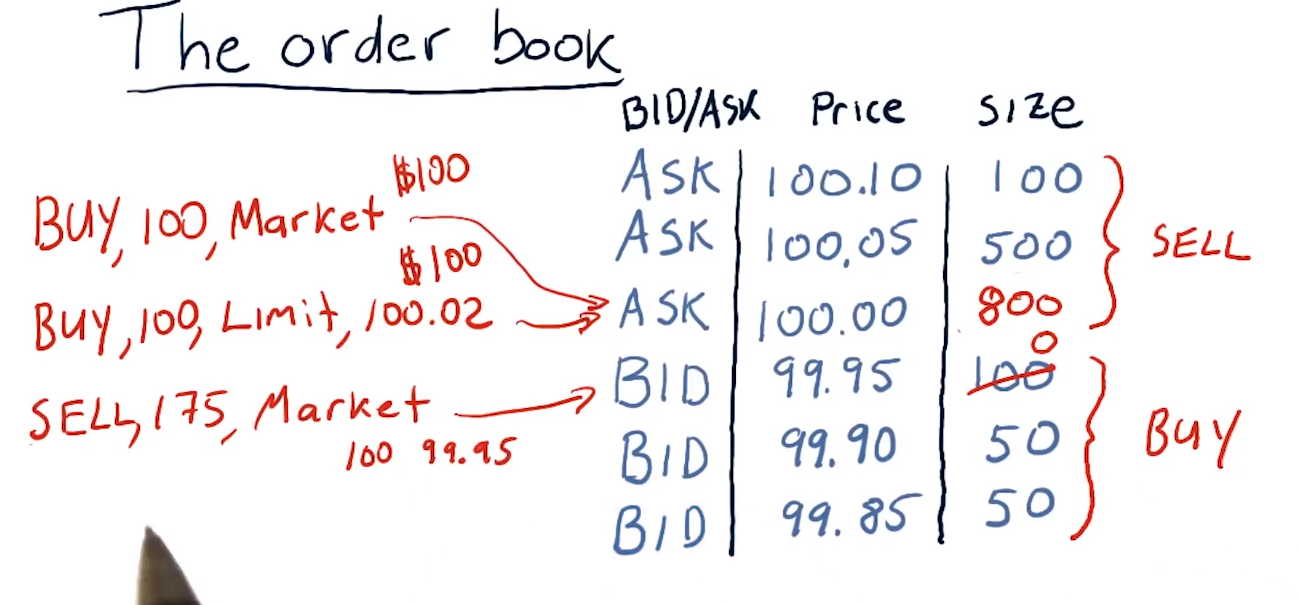 The order book
BID/ASK Price SIZE
ASK 100.10 100
ASK 100.05 500
ASK 100.00 800
BID 99.95 100 0
BID 99.90 50
BID 99.85 50
SELL
BUY
$100
BUY, 100, Market
$100
BUY, 100, Limit, 100.02
SELL, 175, Market
100 99.95